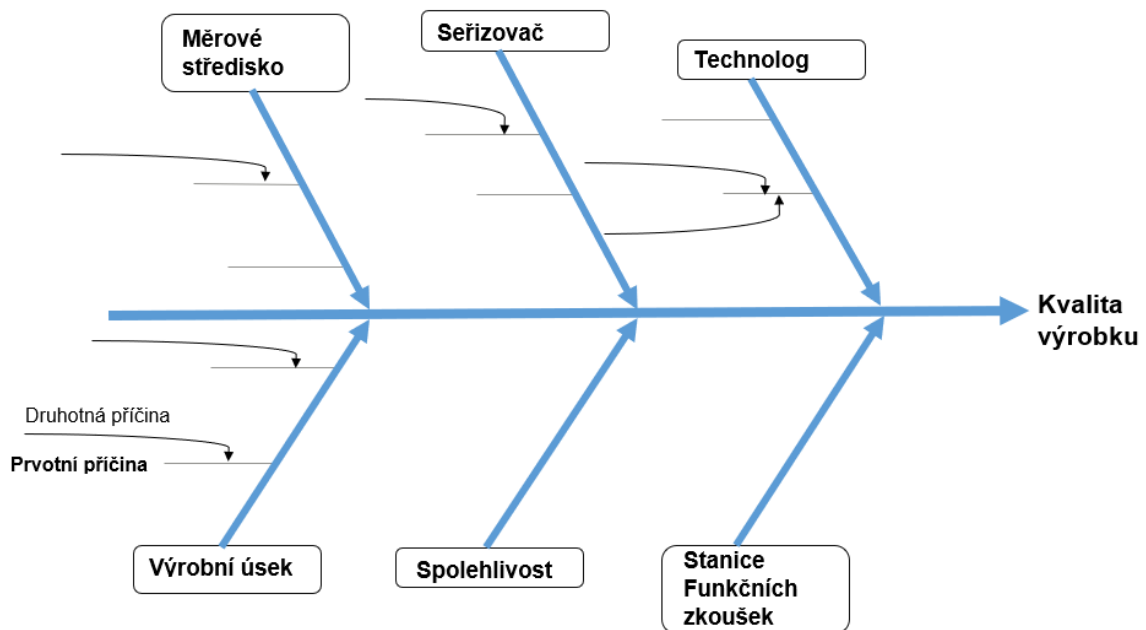 Měrové
středisko
Seřizovač
Technolog
Kvalita
výrobku
Druhotná příčina
Prvotní příčina
Výrobní úsek
Spolehlivost
Stanice
Funkčních
zkoušek